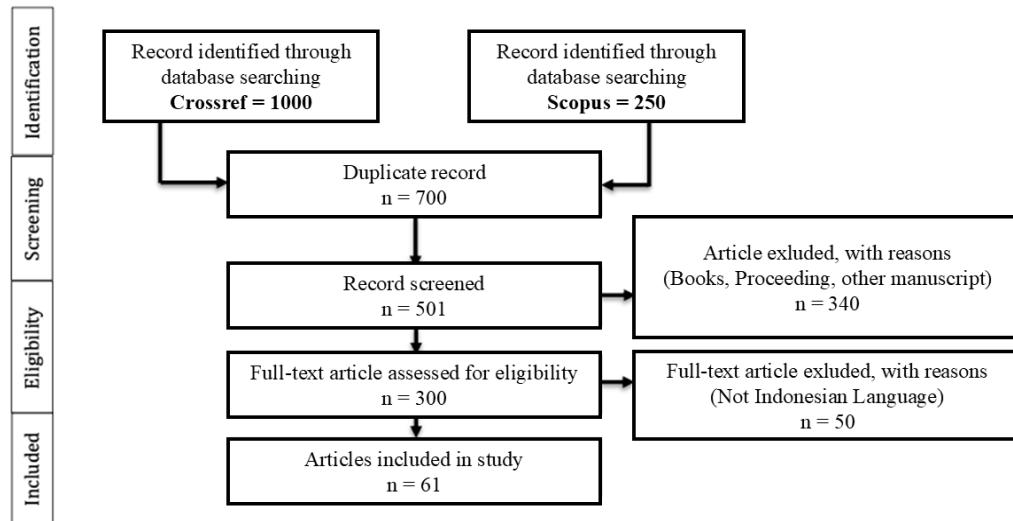 Identification
Record identified through
database searching
Crossref = 1000
Record identified through
database searching
Scopus = 250
Screening
Duplicate record
n = 700
Record screened
n = 501
Article exluded, with reasons
(Books, Proceeding, other manuscript)
n = 340
Eligibility
Full-text article assessed for eligibility
n = 300
Full-text article exluded, with reasons
(Not Indonesian Language)
n = 50
Included
Articles included in study
n = 61